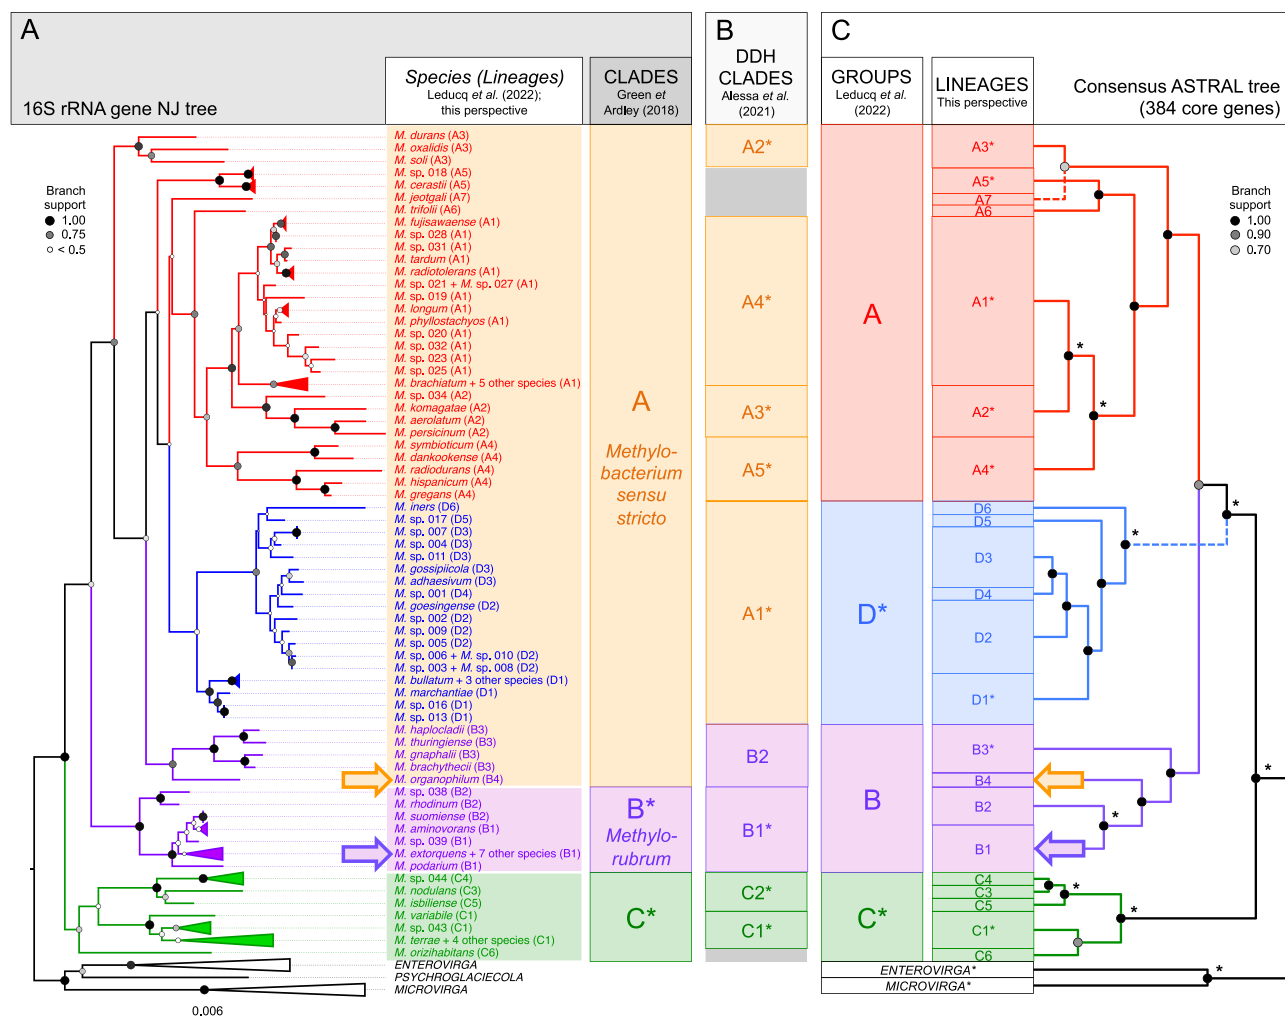 A
B
C
16S rRNA gene NJ tree
Species (Lineages)
Leducq et al. (2022);
this perspective
CLADES
Green et
Ardley (2018)
DDH
CLADES
Alessa et al.
(2021)
GROUPS
Leducq et al.
(2022)
LINEAGES
This perspective
Consensus ASTRAL tree
(384 core genes)
Branch
support
1.00
0.75
< 0.5
M. durans (A3)
M. oxalidis (A3)
M. soli (A3)
M. sp. 018 (A5)
M. cerastii (A5)
M. jeotgali (A7)
M. trifolii (A6)
M. fujisawaense (A1)
M. sp. 028 (A1)
M. sp. 031 (A1)
M. tardum (A1)
M. radiotolerans (A1)
M. sp. 021 + M. sp. 027 (A1)
M. sp. 019 (A1)
M. longum (A1)
M. phyllostachyos (A1)
M. sp. 020 (A1)
M. sp. 032 (A1)
M. sp. 023 (A1)
M. sp. 025 (A1)
M. brachiatum + 5 other species (A1)
M. sp. 034 (A2)
M. komagatae (A2)
M. aerolatum (A2)
M. persicinum (A2)
M. symbioticum (A4)
M. dankookense (A4)
M. radiodurans (A4)
M. hispanicum (A4)
M. gregans (A4)
M. iners (D6)
M. sp. 017 (D5)
M. sp. 007 (D3)
M. sp. 004 (D3)
M. sp. 011 (D3)
M. gossipiicola (D3)
M. adhaesivum (D3)
M. sp. 001 (D4)
M. goesingense (D2)
M. sp. 002 (D2)
M. sp. 009 (D2)
M. sp. 005 (D2)
M. sp. 006 + M. sp. 010 (D2)
M. sp. 003 + M. sp. 008 (D2)
M. bullatum + 3 other species (D1)
M. marchantiae (D1)
M. sp. 016 (D1)
M. sp. 013 (D1)
M. haplocladii (B3)
M. thuringiense (B3)
M. gnaphalii (B3)
M. brachythecii (B3)
M. organophilum (B4)
M. sp. 038 (B2)
M. rhodinum (B2)
M. suomiense (B2)
M. aminovorans (B1)
M. sp. 039 (B1)
M. extorquens + 7 other species (B1)
M. podarium (B1)
M. sp. 044 (C4)
M. nodulans (C3)
M. isbiliense (C5)
M. variabile (C1)
M. sp. 043 (C1)
M. terrae + 4 other species (C1)
M. orizihabitans (C6)
ENTEROVIRGA
PSYCHROGLACIECOLA
MICROVIRGA
0.006
A
Methylo-
bacterium
sensu
stricto
B*
Methylo-
rubrum
C*
A2*
A4*
A3*
A5*
A1*
B2
B1*
C2*
C1*
A
D*
B
C*
A3*
A5*
A7
A6
A1*
A2*
A4*
D6
D5
D3
D4
D2
D1*
B3*
B4
B2
B1
C4
C3
C5
C1*
C6
ENTEROVIRGA*
MICROVIRGA*
Branch
support
1.00
0.90
0.70
*
*
*
*
*
*
*
*
*